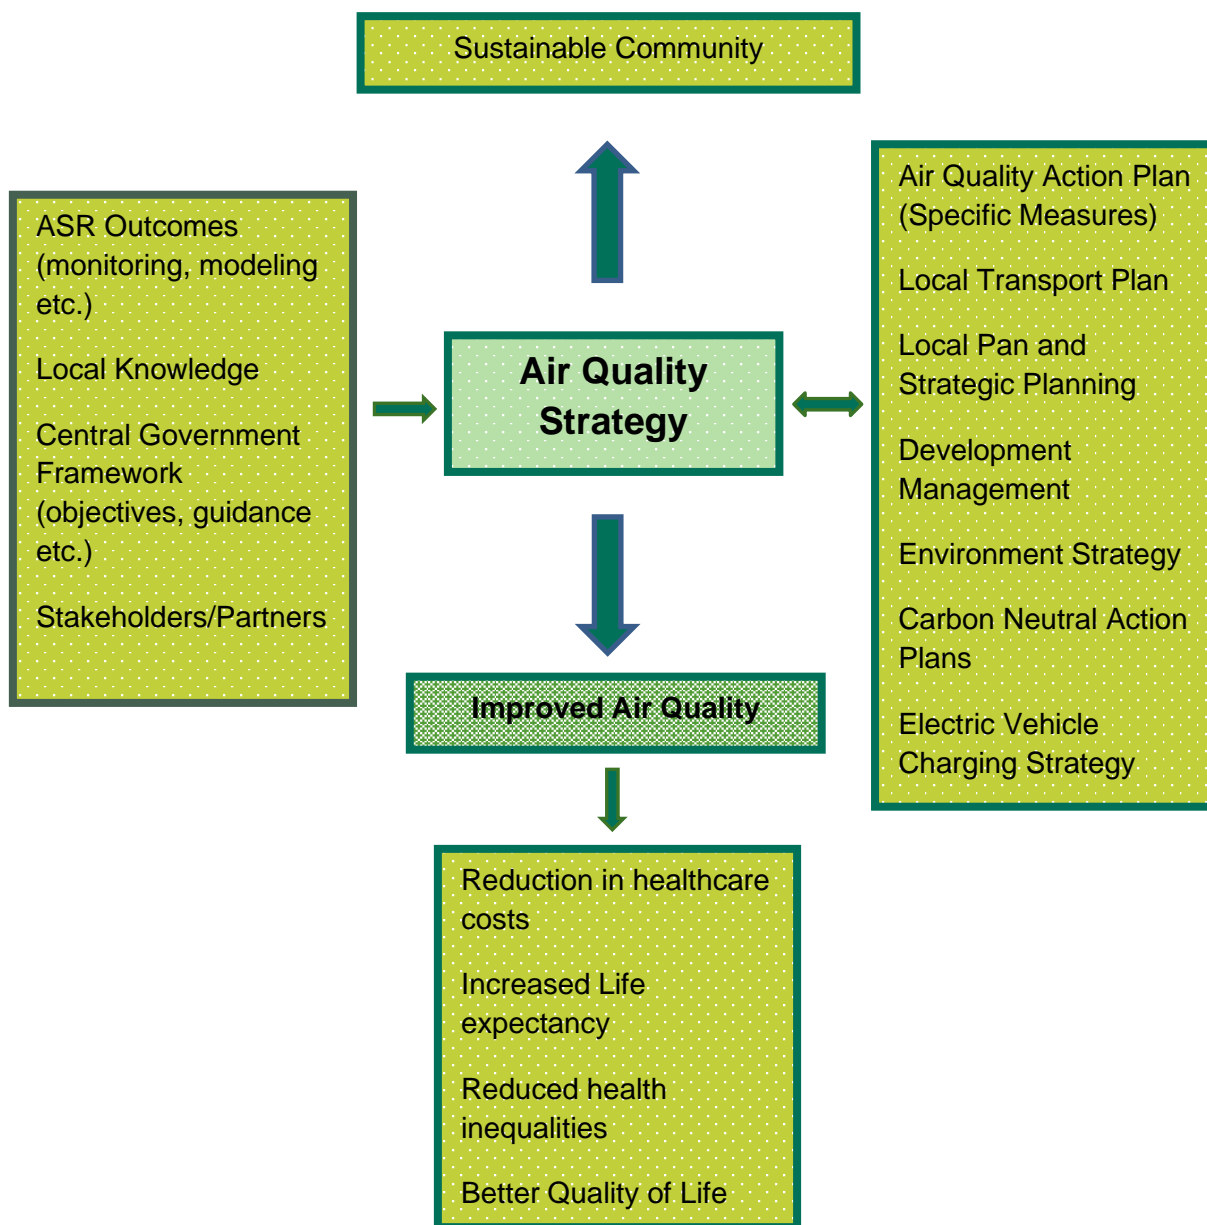 Sustainable Community
ASR Outcomes
(monitoring, modeling
etc.)
Local Knowledge
Central Government
Framework
(objectives, guidance
etc.)
Stakeholders/Partners
Air Quality
Strategy
Air Quality Action Plan
(Specific Measures)
Local Transport Plan
Local Pan and
Strategic Planning
Development
Management
Environment Strategy
Carbon Neutral Action
Plans
Electric Vehicle
Charging Strategy
Improved Air Quality
Reduction in healthcare
costs
Increased Life
expectancy
Reduced health
inequalities
Better Quality of Life